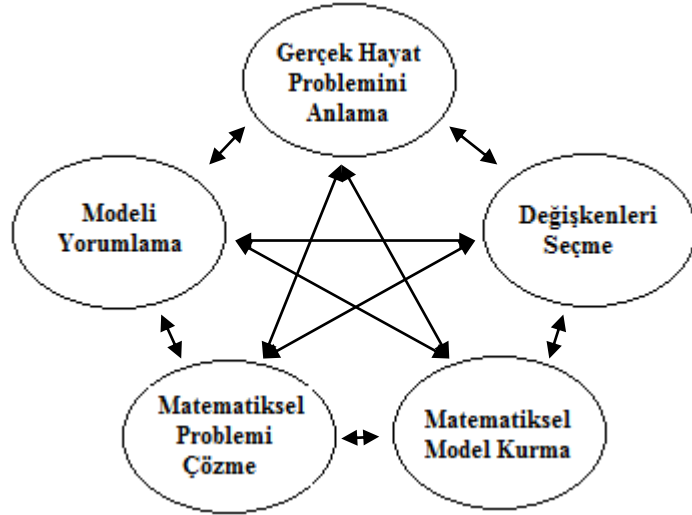 Gerçek Hayat
Problemini
Anlama
Modeli
Yorumlama
Değişkenleri
Seçme
Matematiksel
Problemi
Çözme
Matematiksel
Model Kurma